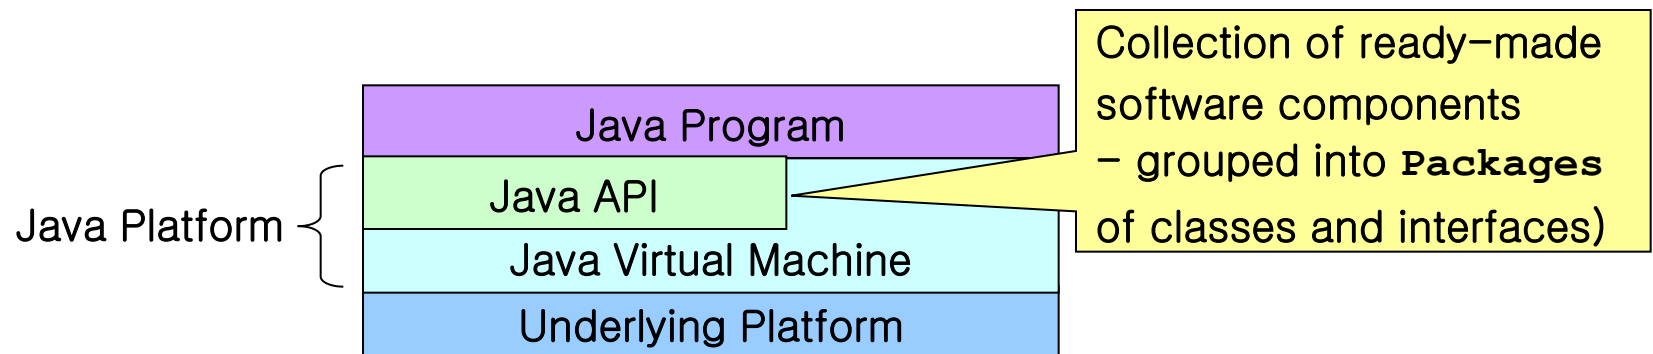 Collection of ready-made
software components
- grouped into Packages
of classes and interfaces)
Java Program
Java API
Java Platform
Java Virtual Machine
Underlying Platform